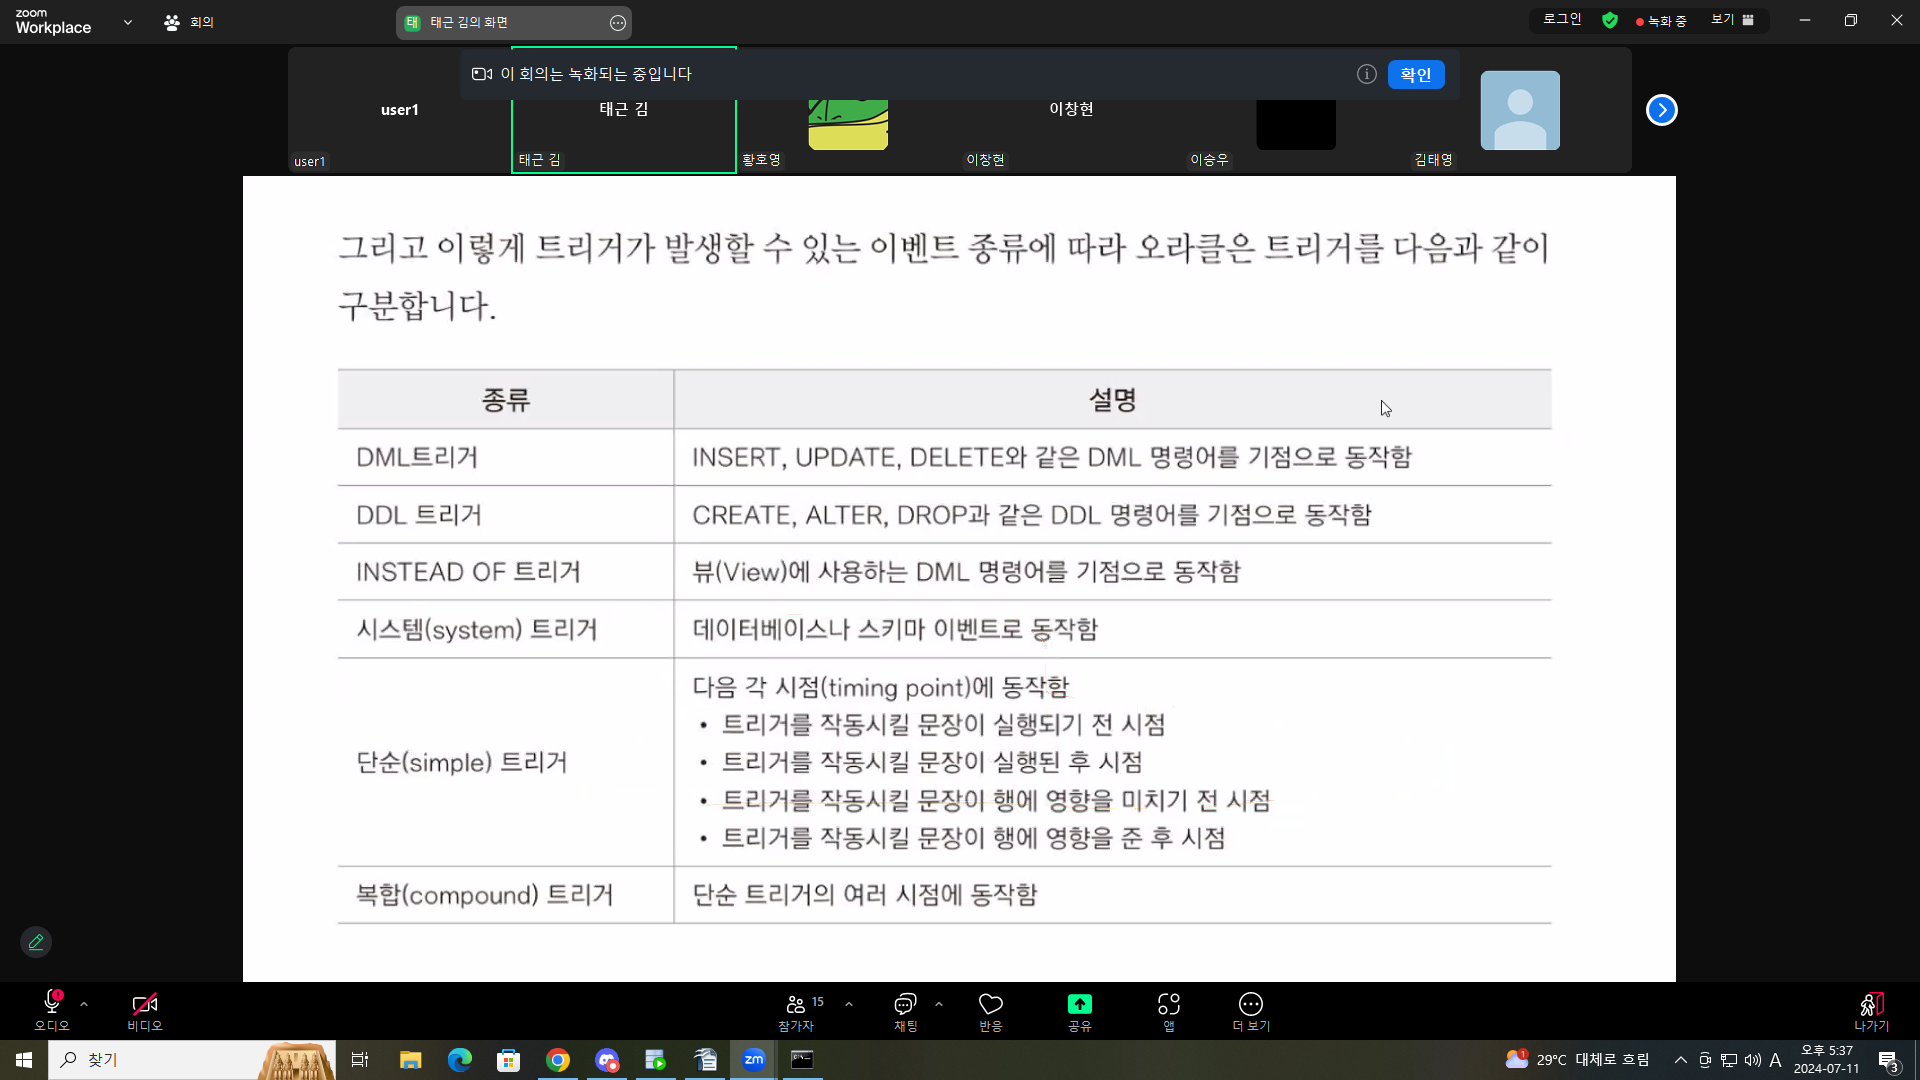 zoom
Workplace
회의
태 태근 김의 화면
로그인
녹화 중
보기
이 회의는 녹화되는 중입니다
확인
user1
태근 김
이창현
user1
태근 김
황호영
이창현
이승우
김태영
그리고 이렇게 트리거가 발생할 수 있는 이벤트 종류에 따라 오라클은 트리거를 다음과 같이
구분합니다.
종류 설명
DML트리거 INSERT, UPDATE, DELETE와 같은 DML 명령어를 기점으로 동작함
DDL 트리거 CREATE, ALTER, DROP과 같은 DDL 명령어를 기점으로 동작함
INSTEAD OF 트리거 뷰(View)에 사용하는 DML 명령어를 기점으로 동작함
시스템(system) 트리거 데이터베이스나 스키마 이벤트로 동작함
단순(simple) 트리거 다음 각 시점(timing point)에 동작함
• 트리거를 작동시킬 문장이 실행되기 전 시점
• 트리거를 작동시킬 문장이 실행된 후 시점
• 트리거를 작동시킬 문장이 행에 영향을 미치기 전 시점
• 트리거를 작동시킬 문장이 행에 영향을 준 후 시점
복합(compound) 트리거 단순 트리거의 여러 시점에 동작함
오디오
비디오
15
참가자
채팅
반응
공유
앱
더 보기
나가기
찾기
zm
1
29°C 대체로 흐림
A
오후 5:37
2024-07-11
3